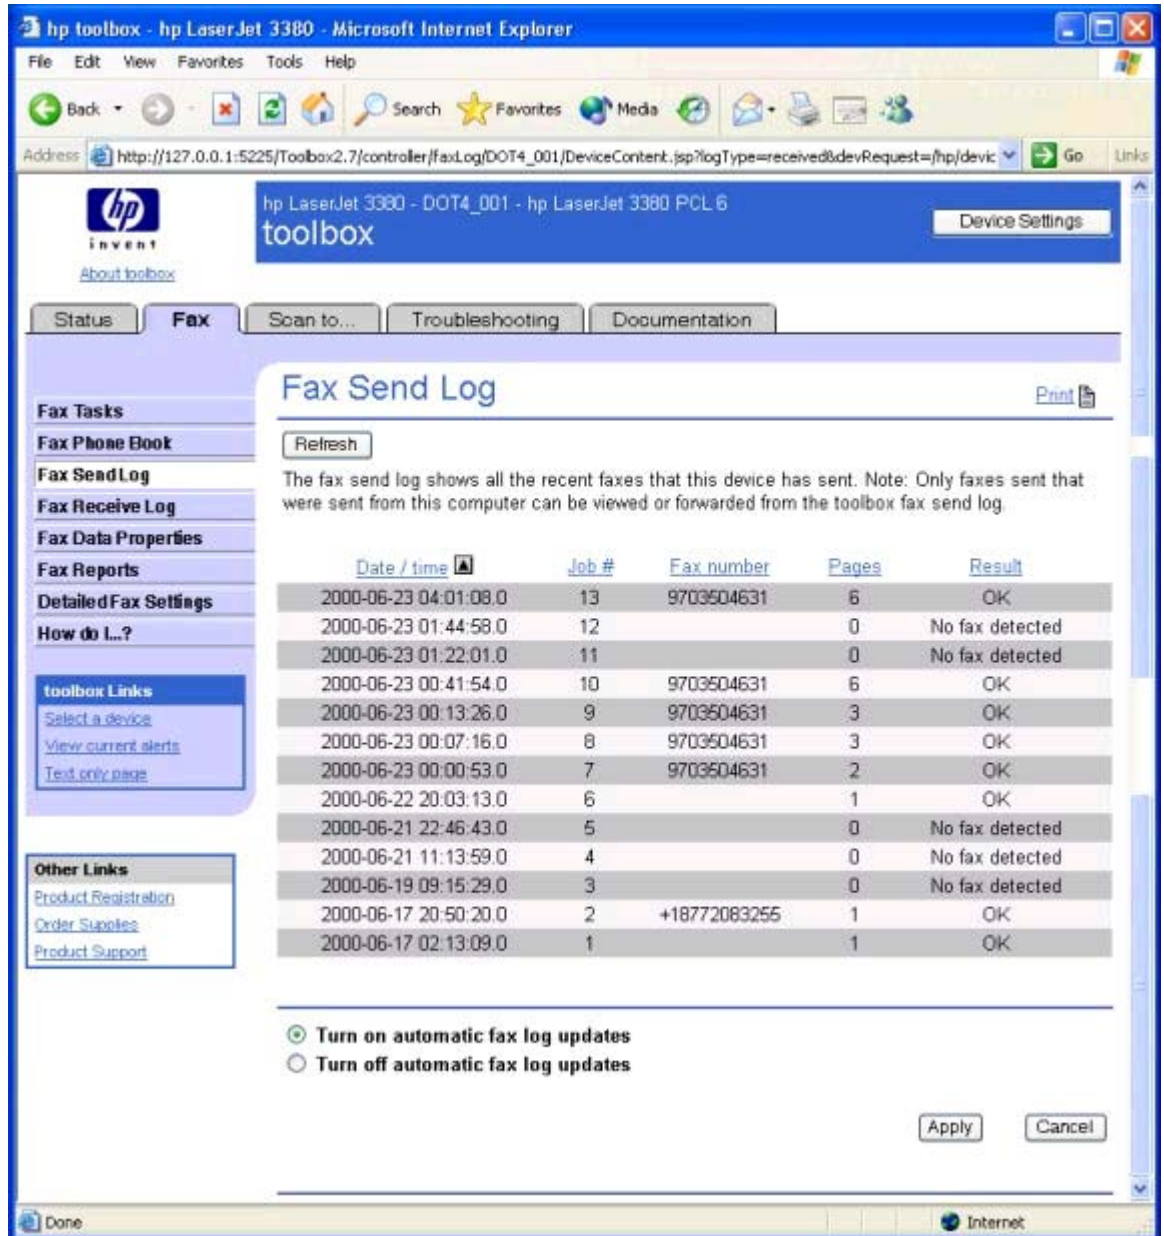 hp toolbox - hp LaserJet 3380 - Microsoft Internet Explorer
File Edit View Favorites Tools Help
Back Search Favorites Media
Address http://127.0.0.1:5225/Toolbox2.7/controller/faxLog/DOT4_001/DeviceContent.jsp?logType=received&devRequest=/hp/devic Go Links
hp
invent
About toolbox
hp LaserJet 3380 - DOT4_001 - hp LaserJet 3380 PCL 6
toolbox
Device Settings
Status Fax Scan to... Troubleshooting Documentation
Fax Tasks
Fax Phone Book
Fax Send Log
Fax Receive Log
Fax Data Properties
Fax Reports
Detailed Fax Settings
How do I...?
toolbox Links
Select a device
View current alerts
Text only page
Other Links
Product Registration
Order Supplies
Product Support
Fax Send Log
Print
Refresh
The fax send log shows all the recent faxes that this device has sent. Note: Only faxes sent that
were sent from this computer can be viewed or forwarded from the toolbox fax send log.
Date / time Job # Fax number Pages Result
2000-06-23 04:01:08.0 13 9703504631 6 OK
2000-06-23 01:44:58.0 12 0 No fax detected
2000-06-23 01:22:01.0 11 0 No fax detected
2000-06-23 00:41:54.0 10 9703504631 6 OK
2000-06-23 00:13:26.0 9 9703504631 3 OK
2000-06-23 00:07:16.0 8 9703504631 3 OK
2000-06-23 00:00:53.0 7 9703504631 2 OK
2000-06-22 20:03:13.0 6 1 OK
2000-06-21 22:46:43.0 5 0 No fax detected
2000-06-21 11:13:59.0 4 0 No fax detected
2000-06-19 09:15:29.0 3 0 No fax detected
2000-06-17 20:50:20.0 2 +18772083255 1 OK
2000-06-17 02:13:09.0 1 1 OK
Turn on automatic fax log updates
Turn off automatic fax log updates
Apply Cancel
Done Internet